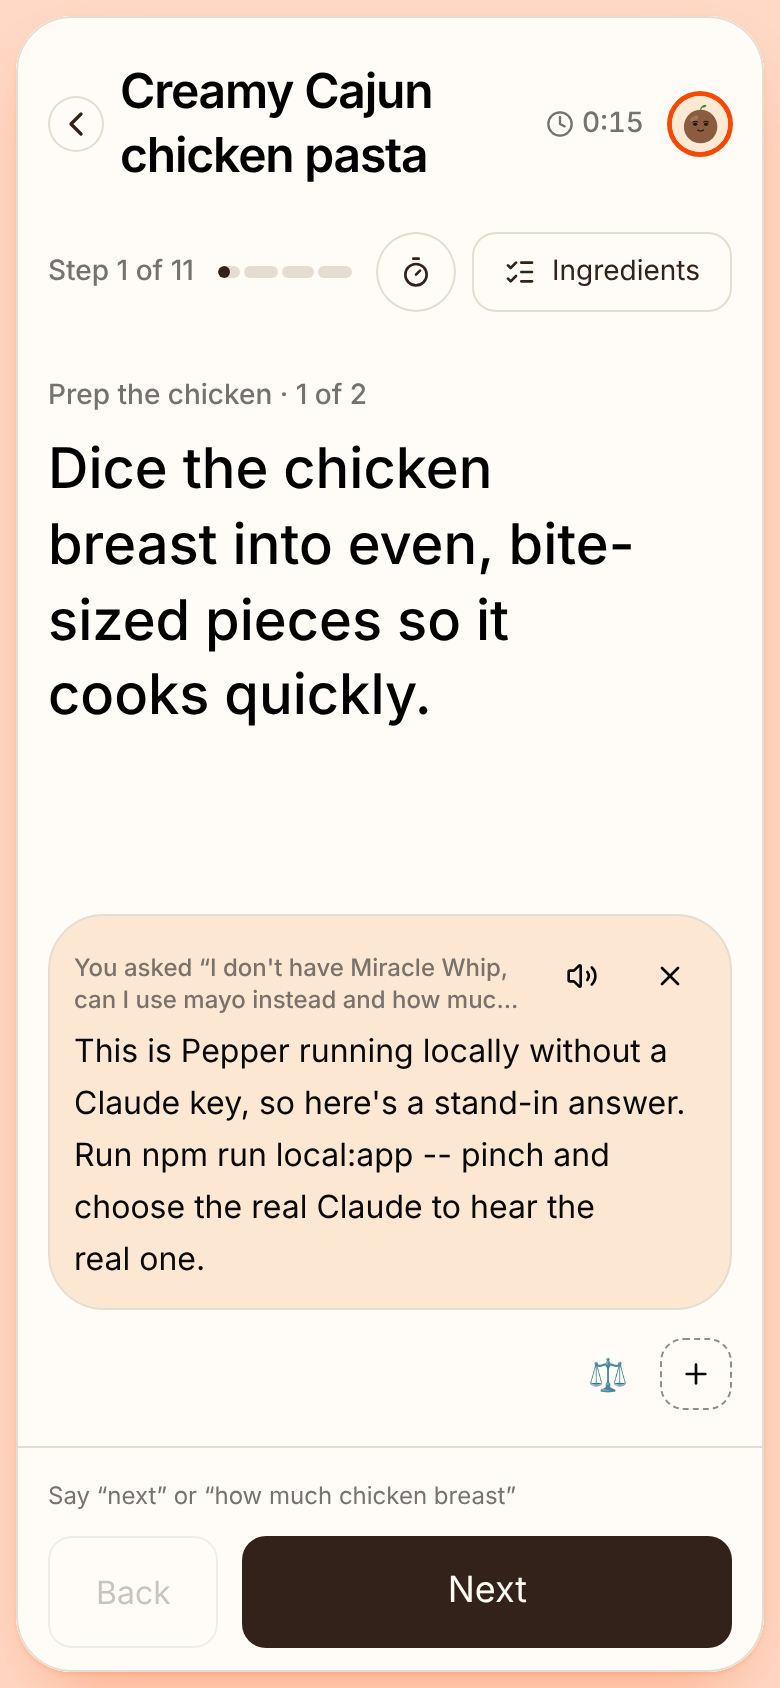 Creamy Cajun
chicken pasta
0:15
Step 1 of 11
Ingredients
Prep the chicken · 1 of 2
Dice the chicken
breast into even, bite-
sized pieces so it
cooks quickly.
You asked “I don't have Miracle Whip,
can I use mayo instead and how muc...
This is Pepper running locally without a
Claude key, so here's a stand-in answer.
Run npm run local:app -- pinch and
choose the real Claude to hear the
real one.
Say “next” or “how much chicken breast”
Back
Next